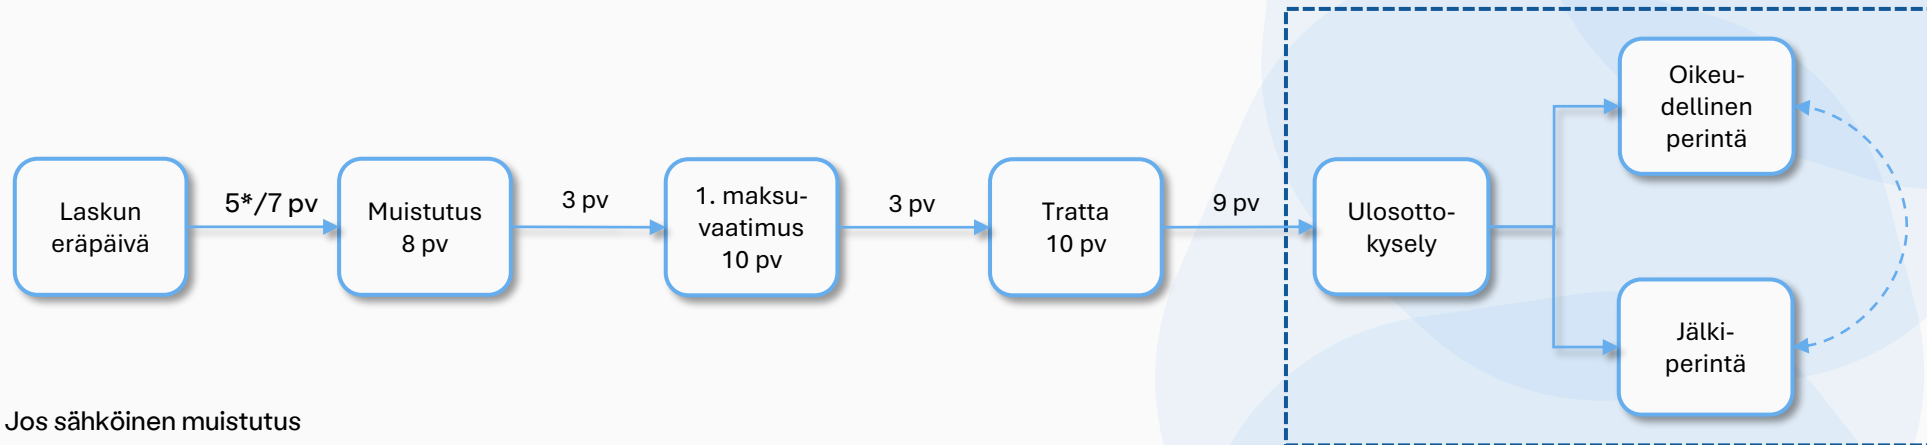 Laskun
eräpäivä
5*/7 pv
Muistutus
8 pv
3 pv
1. maksu-
vaatimus
10 pv
3 pv
Tratta
10 pv
9 pv
Ulosotto-
kysely
Oikeu-
dellinen
perintä
Jälki-
perintä
Jos sähköinen muistutus